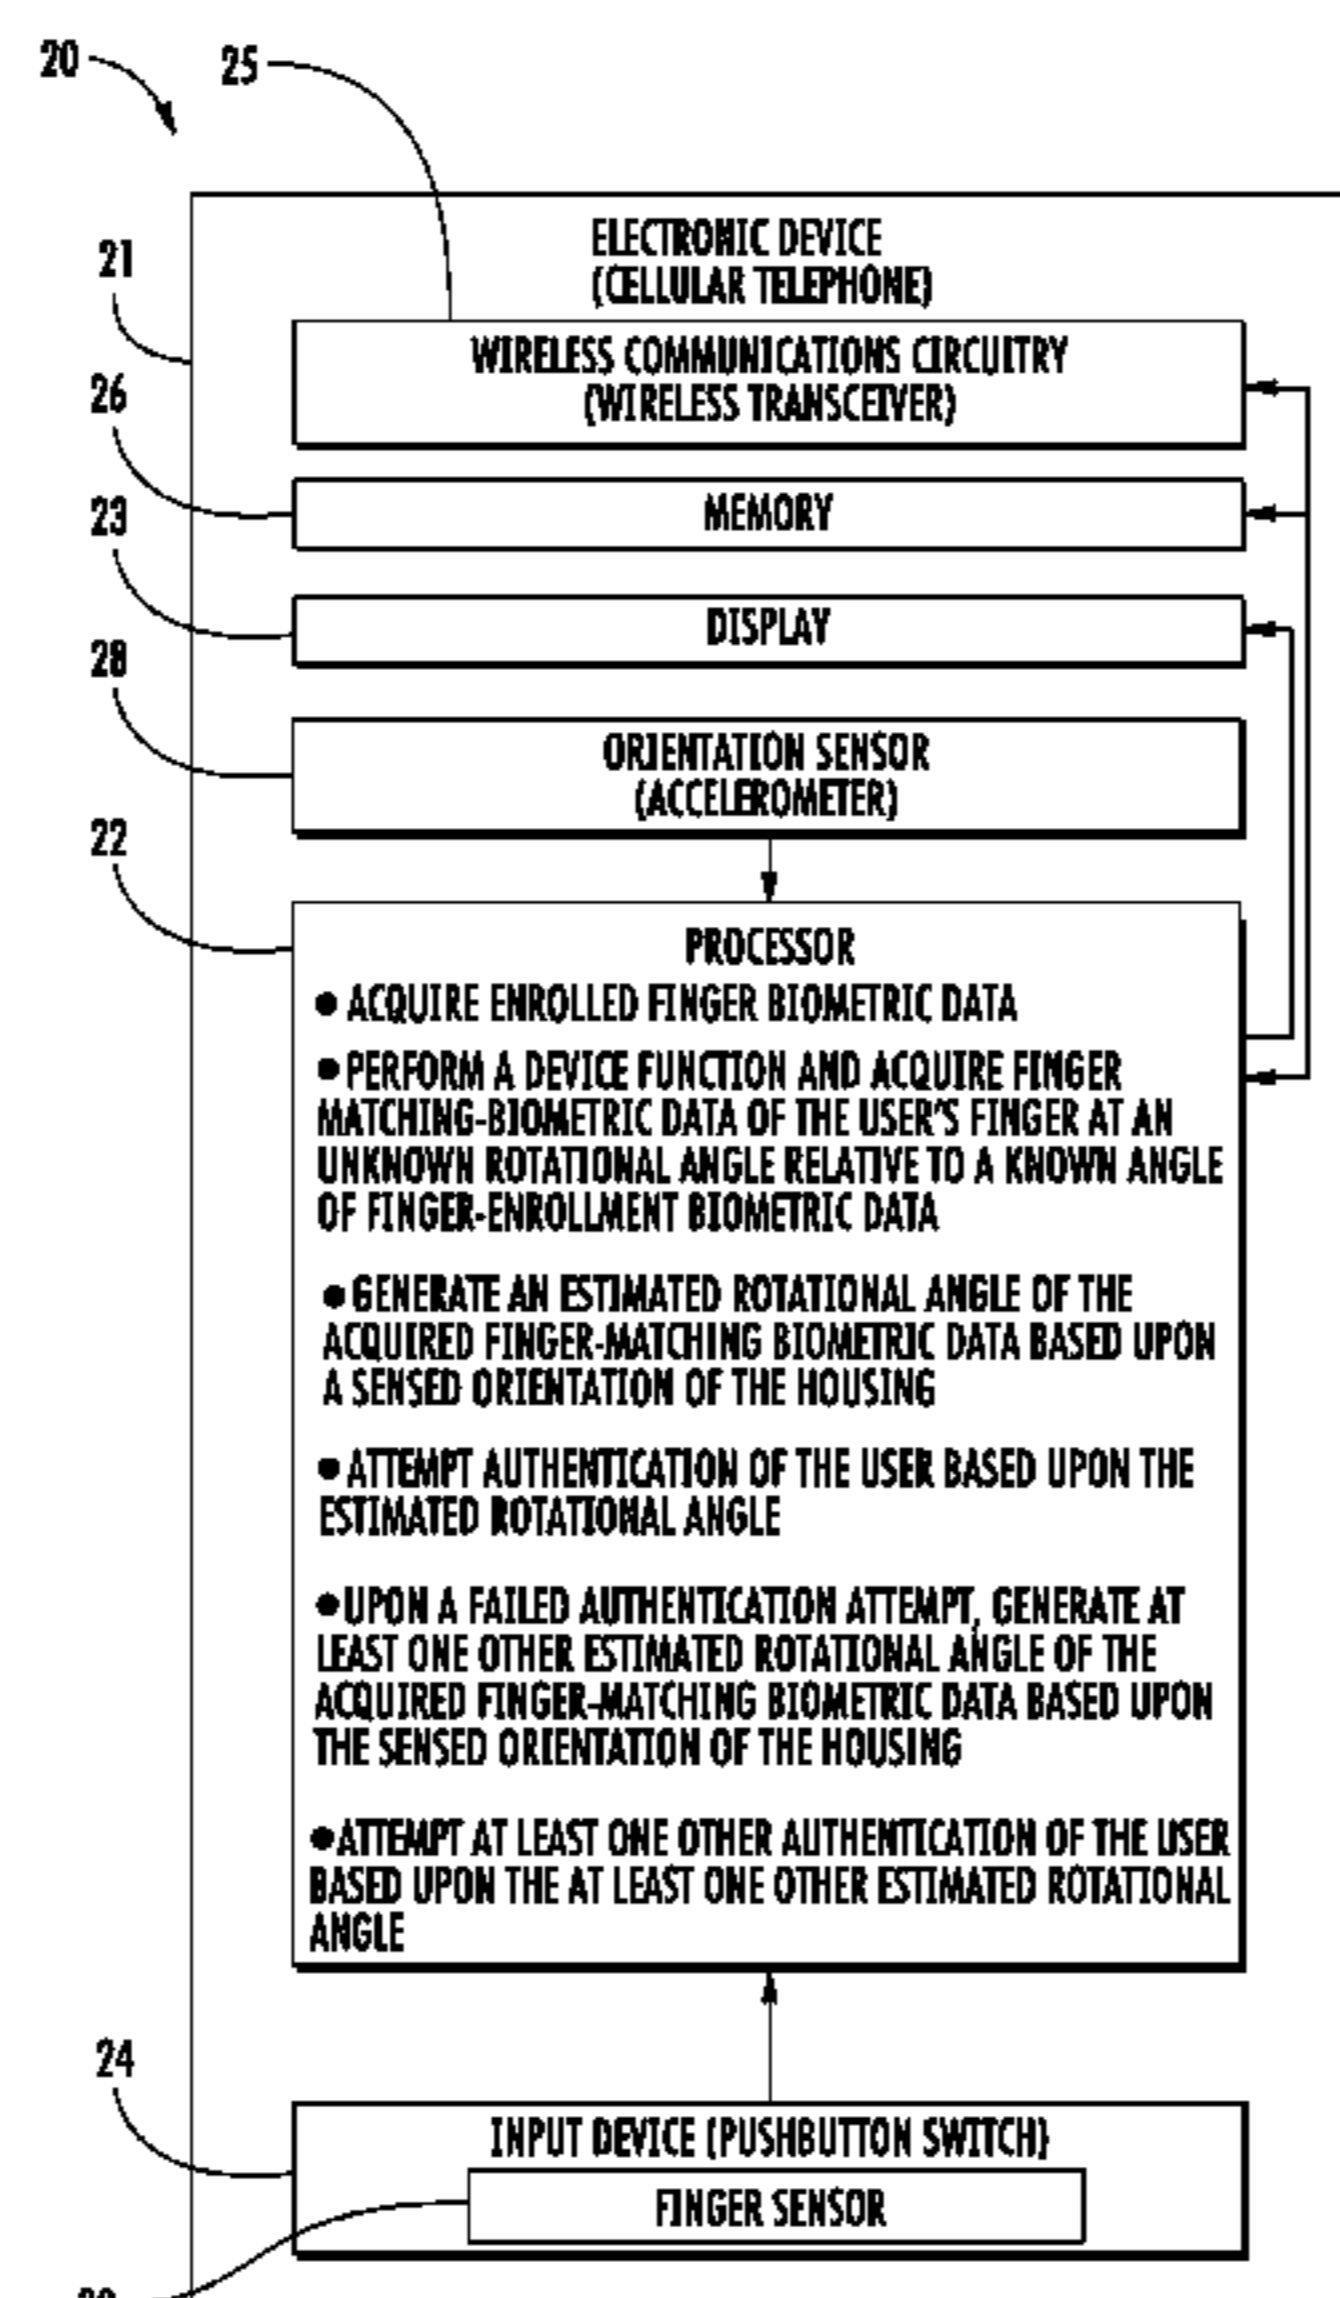 20
25
21
ELECTRONIC DEVICE
(CELLULAR TELEPHONE)
WIRELESS COMMUNICATIONS CIRCUITRY
(WIRELESS TRANSCEIVER)
26
MEMORY
23
DISPLAY
28
ORIENTATION SENSOR
(ACCELEROMETER)
22
PROCESSOR
● ACQUIRE ENROLLED FINGER BIOMETRIC DATA
● PERFORM A DEVICE FUNCTION AND ACQUIRE FINGER
MATCHING-BIOMETRIC DATA OF THE USER'S FINGER AT AN
UNKNOWN ROTATIONAL ANGLE RELATIVE TO A KNOWN ANGLE
OF FINGER-ENROLLMENT BIOMETRIC DATA
● GENERATE AN ESTIMATED ROTATIONAL ANGLE OF THE
ACQUIRED FINGER-MATCHING BIOMETRIC DATA BASED UPON
A SENSED ORIENTATION OF THE HOUSING
● ATTEMPT AUTHENTICATION OF THE USER BASED UPON THE
ESTIMATED ROTATIONAL ANGLE
● UPON A FAILED AUTHENTICATION ATTEMPT, GENERATE AT
LEAST ONE OTHER ESTIMATED ROTATIONAL ANGLE OF THE
ACQUIRED FINGER-MATCHING BIOMETRIC DATA BASED UPON
THE SENSED ORIENTATION OF THE HOUSING
● ATTEMPT AT LEAST ONE OTHER AUTHENTICATION OF THE USER
BASED UPON THE AT LEAST ONE OTHER ESTIMATED ROTATIONAL
ANGLE
24
INPUT DEVICE (PUSHBUTTON SWITCH)
FINGER SENSOR